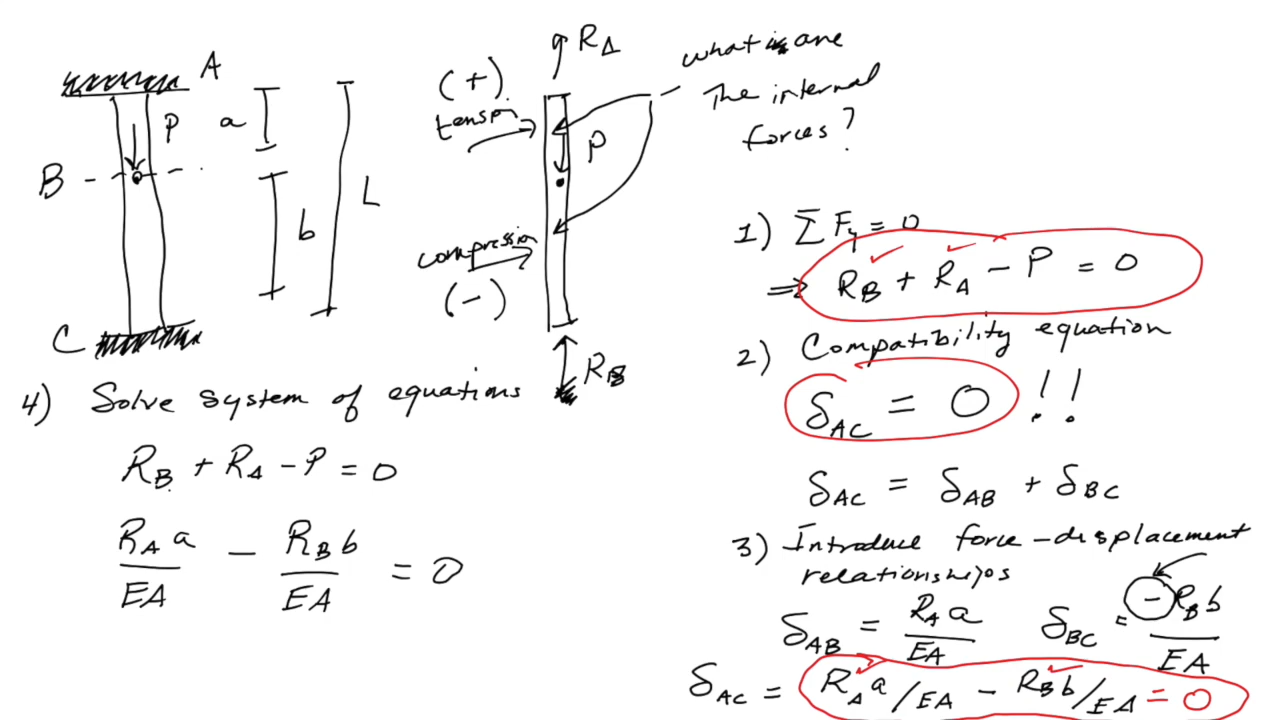 A
P
a
B
b
L
C
(+)
tension
R_A
what is are
The internal
forces?
P
compression
(-)
R_B
1) ΣF_y = 0
⇒ R_B + R_A - P = 0
2) Compatibility equation
δ_AC = 0 !!
δ_AC = δ_AB + δ_BC
3) Introduce force-displacement
relationships
δ_AB = R_A a / EA   δ_BC = - R_B b / EA
δ_AC = R_A a/EA - R_B b/EA = 0
4) Solve system of equations
R_B + R_A - P = 0
R_A a / EA - R_B b / EA = 0